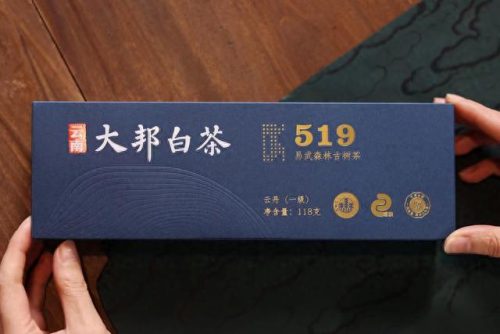 云南
大邦白茶
519
易武森林古树茶
云丹（一级）
净含量：118克